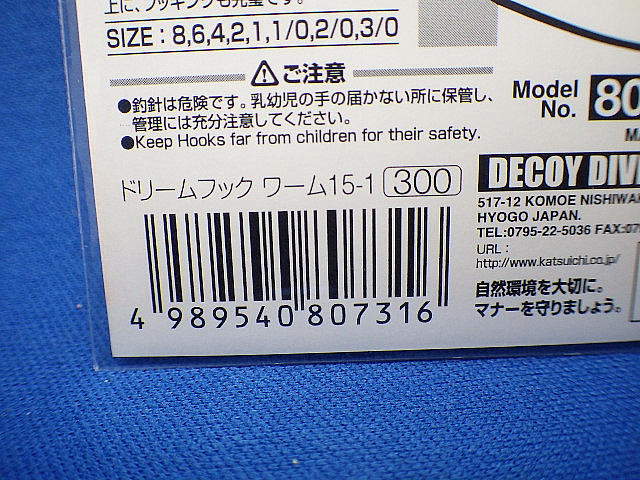 上に、フッキングも完璧です。
SIZE : 8,6,4,2,1,1/0,2/0,3/0
ご注意
●釣針は危険です。乳幼児の手の届かない所に保管し、
管理には充分注意してください。
●Keep Hooks far from children for their safety.
ドリームフック ワーム15-1 300
4 989540 807316
Model
No. 80
DECOY DIV
517-12 KOMOE NISHIWAK
HYOGO JAPAN.
TEL:0795-22-5036 FAX:079
URL :
http://www.katsuichi.co.jp/
自然環境を大切に。
マナーを守りましょう。